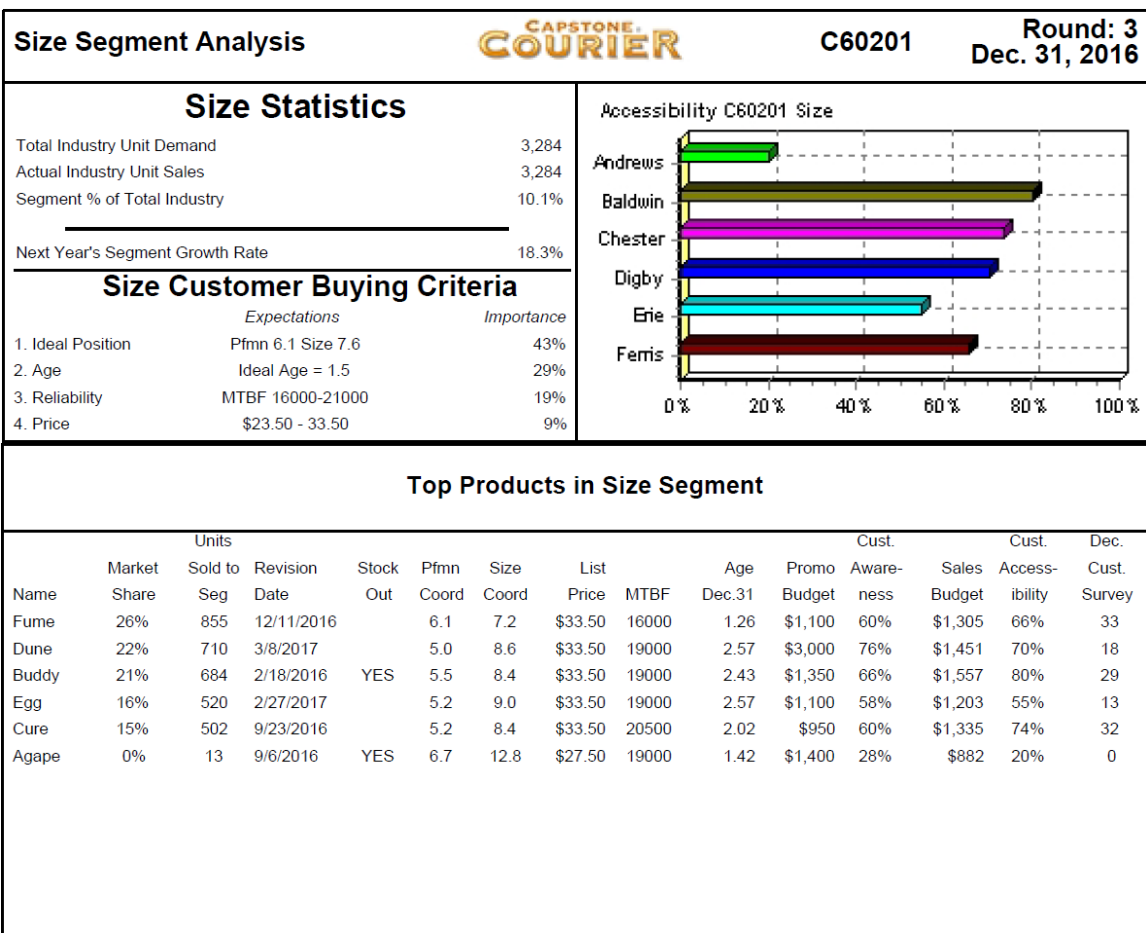 Size Segment Analysis
CAPSTONE COURIER
C60201
Round: 3
Dec. 31, 2016
Size Statistics
Total Industry Unit Demand 3,284
Actual Industry Unit Sales 3,284
Segment % of Total Industry 10.1%
Next Year's Segment Growth Rate 18.3%
Size Customer Buying Criteria
Expectations Importance
1. Ideal Position Pfmn 6.1 Size 7.6 43%
2. Age Ideal Age = 1.5 29%
3. Reliability MTBF 16000-21000 19%
4. Price $23.50 - 33.50 9%
Accessibility C60201 Size
Andrews
Baldwin
Chester
Digby
Erie
Ferris
0% 20% 40% 60% 80% 100%
Top Products in Size Segment
Units Cust. Cust. Dec.
Market Sold to Revision Stock Pfmn Size List Age Promo Aware- Sales Access- Cust.
Name Share Seg Date Out Coord Coord Price MTBF Dec.31 Budget ness Budget ibility Survey
Fume 26% 855 12/11/2016 6.1 7.2 $33.50 16000 1.26 $1,100 60% $1,305 66% 33
Dune 22% 710 3/8/2017 5.0 8.6 $33.50 19000 2.57 $3,000 76% $1,451 70% 18
Buddy 21% 684 2/18/2016 YES 5.5 8.4 $33.50 19000 2.43 $1,350 66% $1,557 80% 29
Egg 16% 520 2/27/2017 5.2 9.0 $33.50 19000 2.57 $1,100 58% $1,203 55% 13
Cure 15% 502 9/23/2016 5.2 8.4 $33.50 20500 2.02 $950 60% $1,335 74% 32
Agape 0% 13 9/6/2016 YES 6.7 12.8 $27.50 19000 1.42 $1,400 28% $882 20% 0